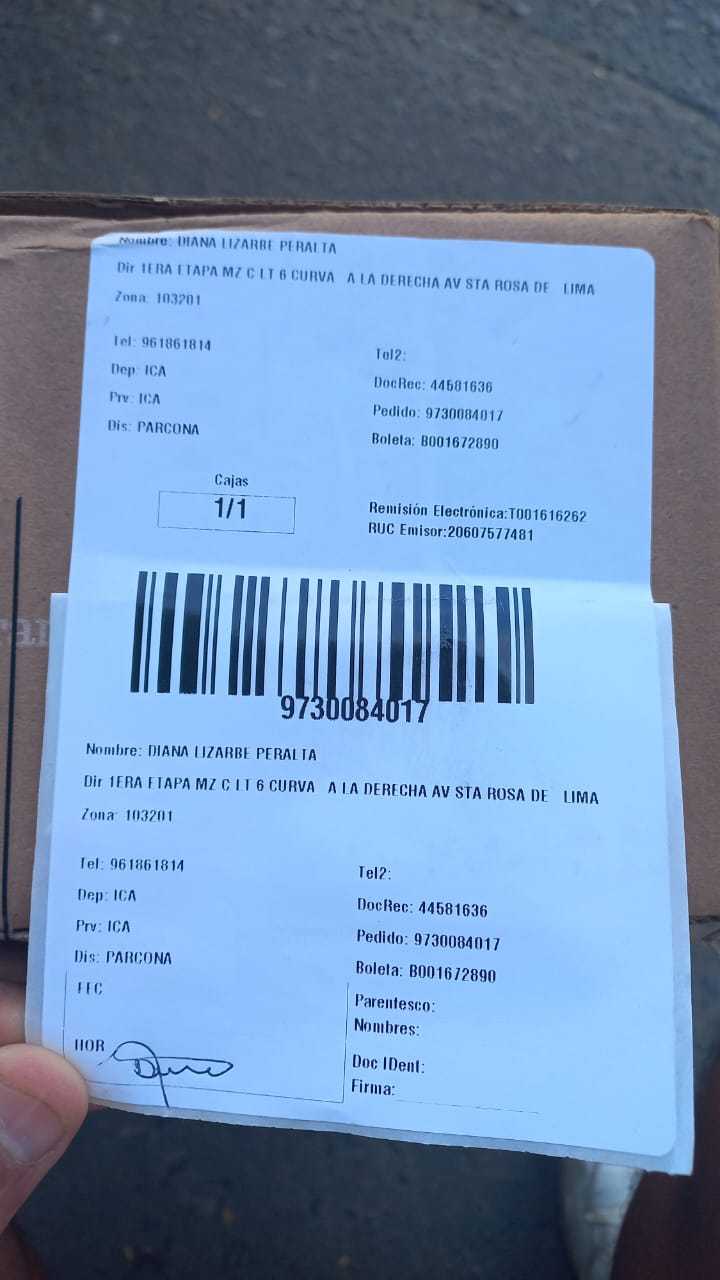 Nombre: DIANA LIZARBE PERALTA
Dir 1ERA ETAPA MZ C LT 6 CURVA A LA DERECHA AV STA ROSA DE LIMA
Zona: 103201
Tel: 961861814
Tel2:
Dep: ICA
DocRec: 44581636
Prv: ICA
Pedido: 9730084017
Dis: PARCONA
Boleta: B001672890
Cajas
1/1
Remisión Electrónica:T001616262
RUC Emisor:20607577481
9730084017
Nombre: DIANA LIZARBE PERALTA
Dir 1ERA ETAPA MZ C LT 6 CURVA A LA DERECHA AV STA ROSA DE LIMA
Zona: 103201
Tel: 961861814
Tel2:
Dep: ICA
DocRec: 44581636
Prv: ICA
Pedido: 9730084017
Dis: PARCONA
Boleta: B001672890
FEC
Parentesco:
Nombres:
HOR
Doc IDent:
Firma: